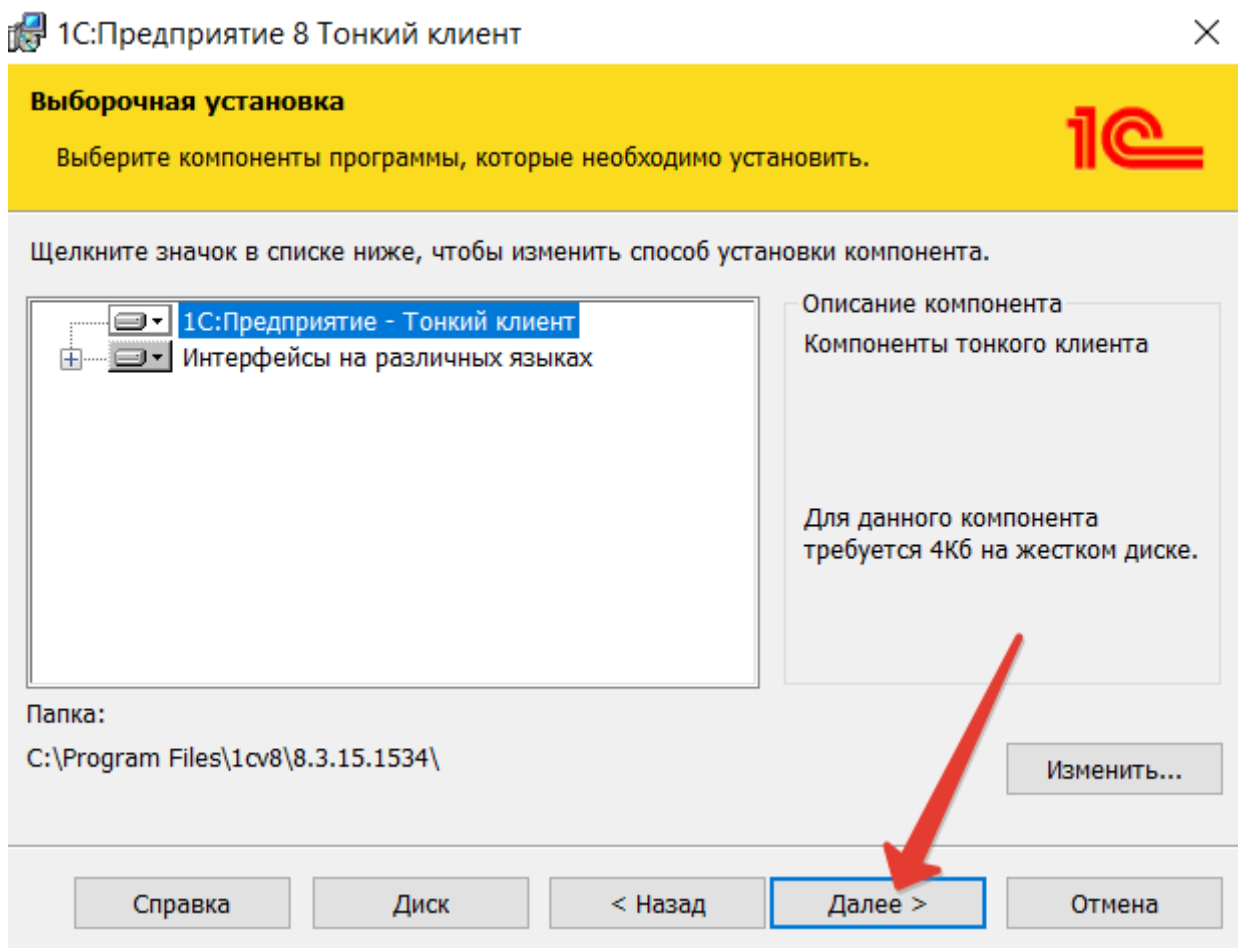 1С:Предприятие 8 Тонкий клиент
Выборочная установка
Выберите компоненты программы, которые необходимо установить.
1С
Щелкните значок в списке ниже, чтобы изменить способ установки компонента.
1С:Предприятие - Тонкий клиент
Интерфейсы на различных языках
Описание компонента
Компоненты тонкого клиента
Для данного компонента
требуется 4Кб на жестком диске.
Папка:
C:\Program Files\1cv8\8.3.15.1534\
Изменить...
Справка
Диск
< Назад
Далее >
Отмена